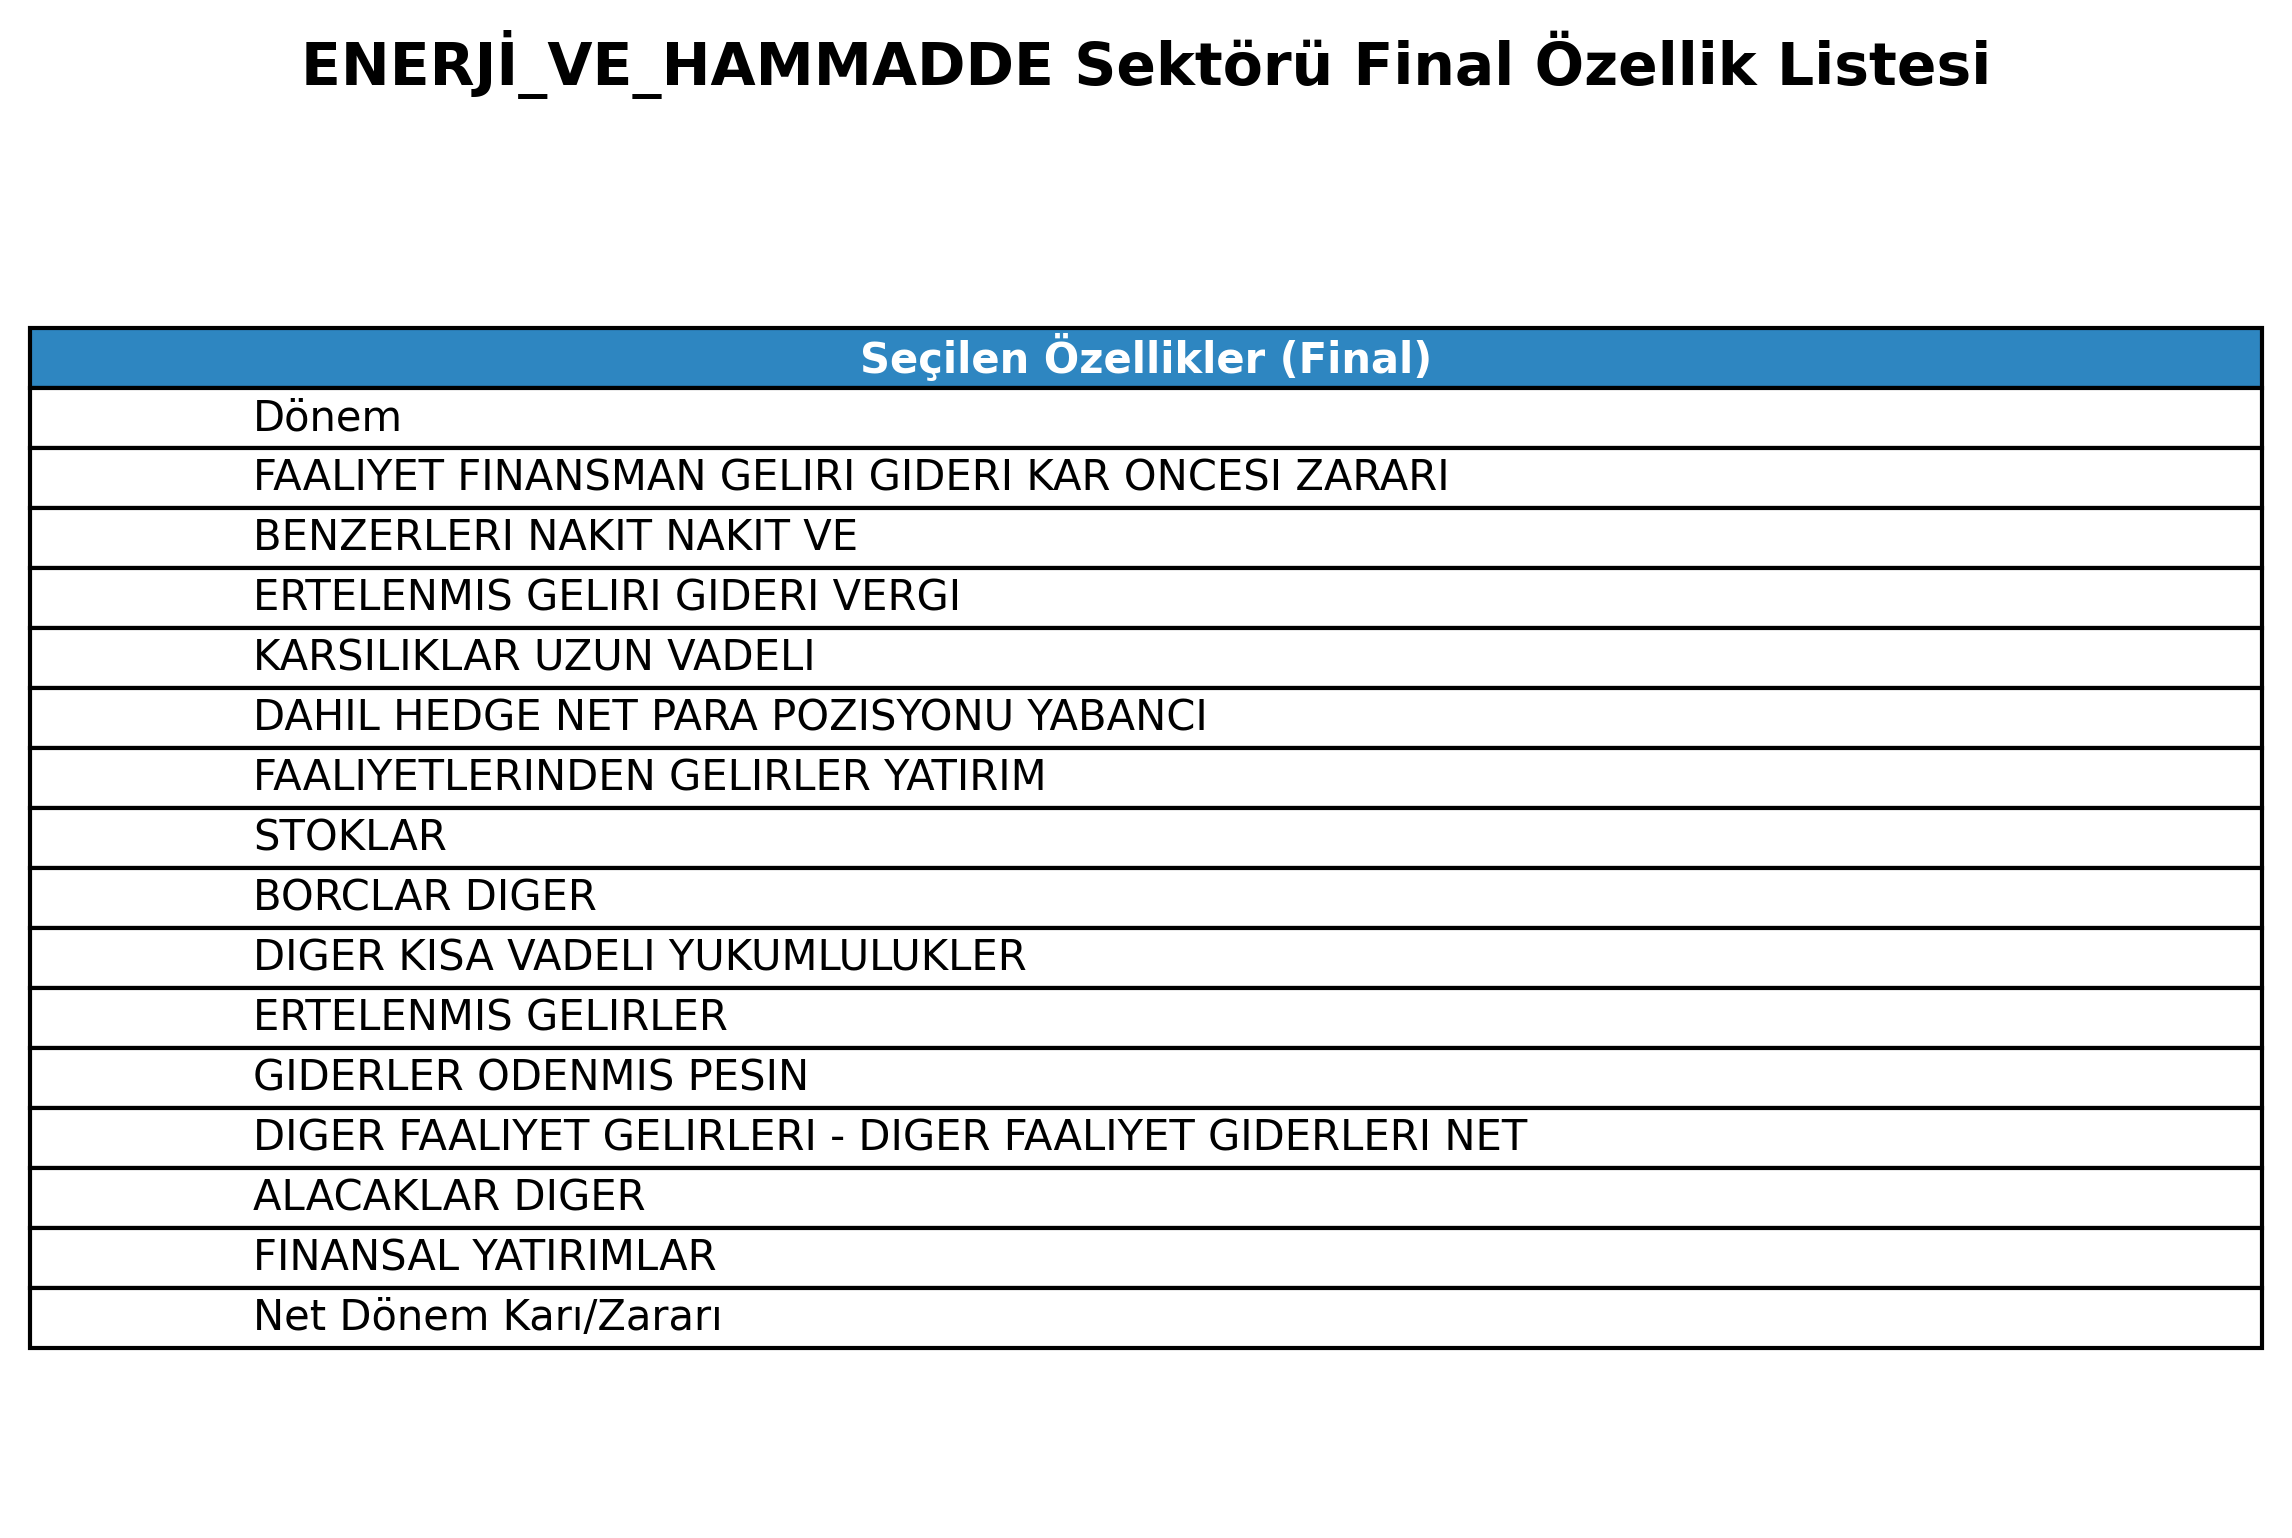 ENERJİ_VE_HAMMADDE Sektörü Final Özellik Listesi
Seçilen Özellikler (Final)
Dönem
FAALIYET FINANSMAN GELIRI GIDERI KAR ONCESI ZARARI
BENZERLERI NAKIT NAKIT VE
ERTELENMIS GELIRI GIDERI VERGI
KARSILIKLAR UZUN VADELI
DAHIL HEDGE NET PARA POZISYONU YABANCI
FAALIYETLERINDEN GELIRLER YATIRIM
STOKLAR
BORCLAR DIGER
DIGER KISA VADELI YUKUMLULUKLER
ERTELENMIS GELIRLER
GIDERLER ODENMIS PESIN
DIGER FAALIYET GELIRLERI - DIGER FAALIYET GIDERLERI NET
ALACAKLAR DIGER
FINANSAL YATIRIMLAR
Net Dönem Karı/Zararı